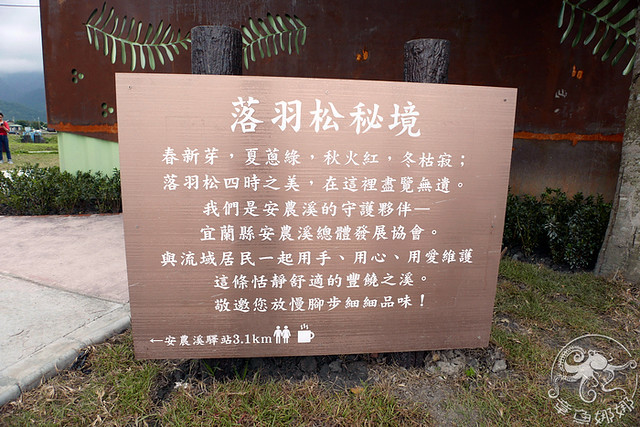 落羽松秘境
春新芽，夏蔥綠，秋火紅，冬枯寂；
落羽松四時之美，在這裡盡覽無遺。
我們是安農溪的守護夥伴—
宜蘭縣安農溪總體發展協會。
與流域居民一起用手、用心、用愛維護
這條恬靜舒適的豐饒之溪。
敬邀您放慢腳步細細品味！
←安農溪驛站3.1km
章魚娜娜